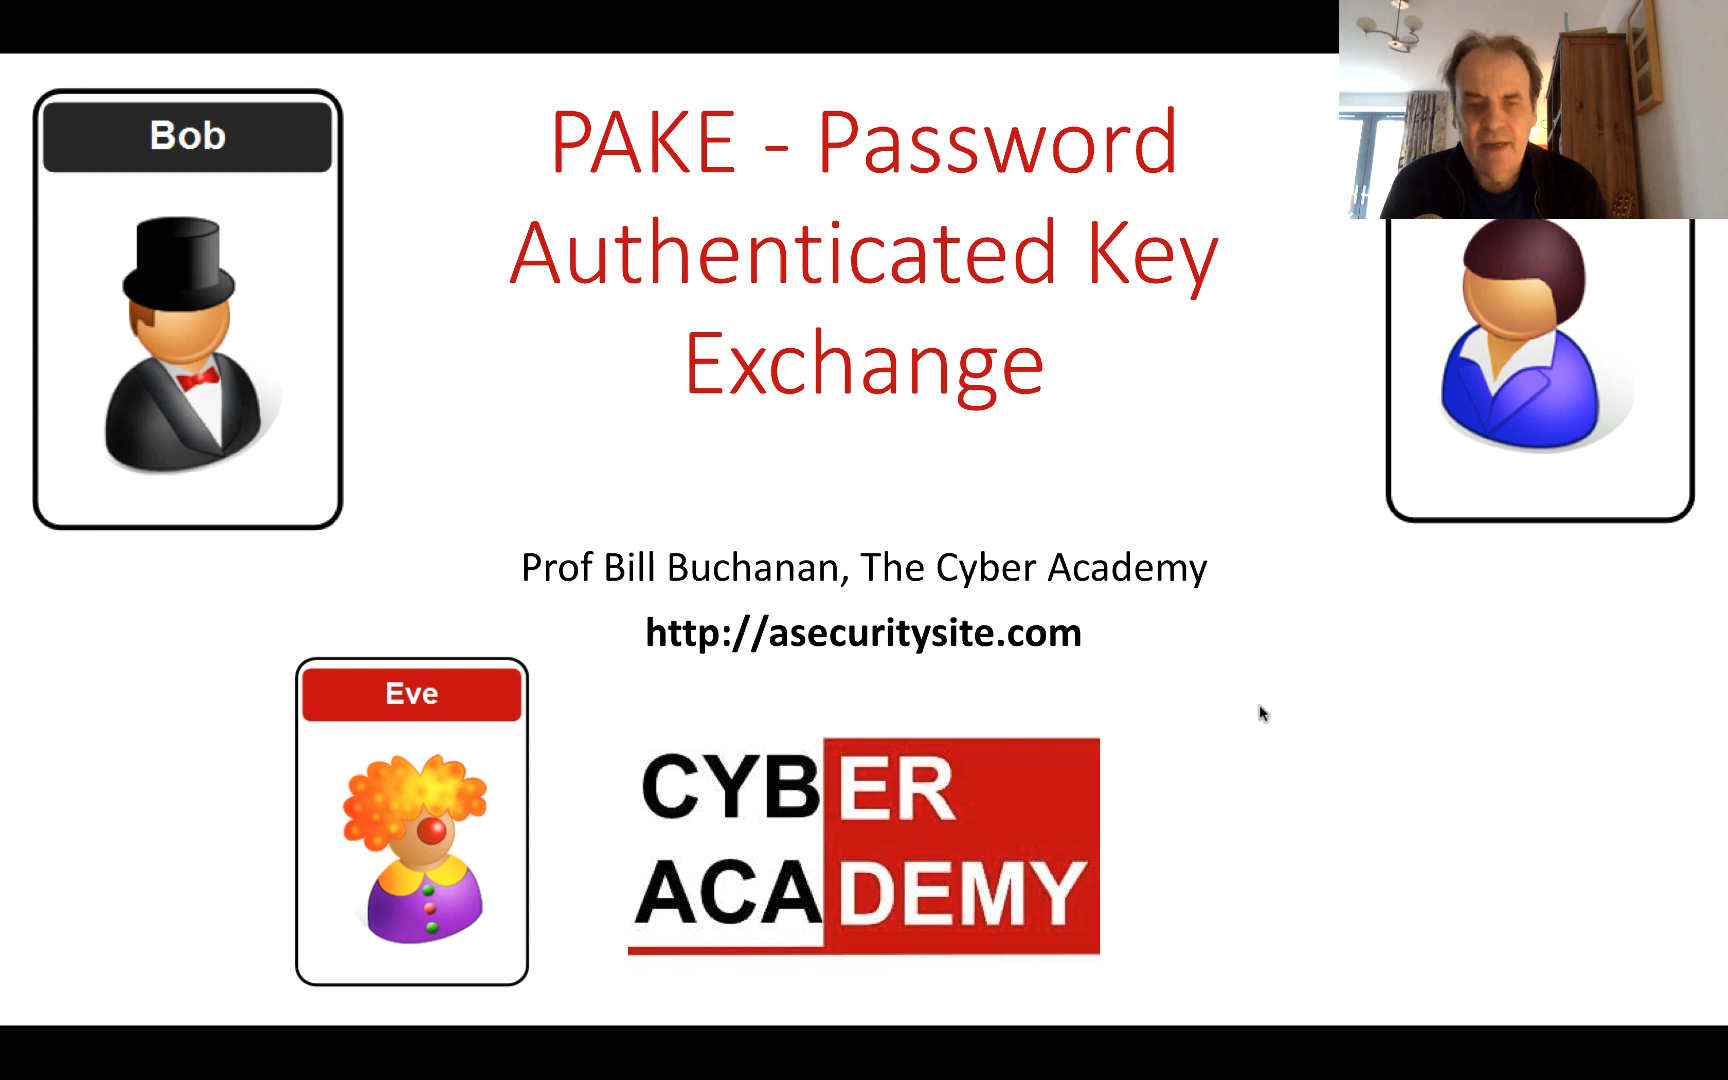 Bob
PAKE - Password
Authenticated Key
Exchange
Prof Bill Buchanan, The Cyber Academy
http://asecuritysite.com
Eve
CYBER
ACADEMY